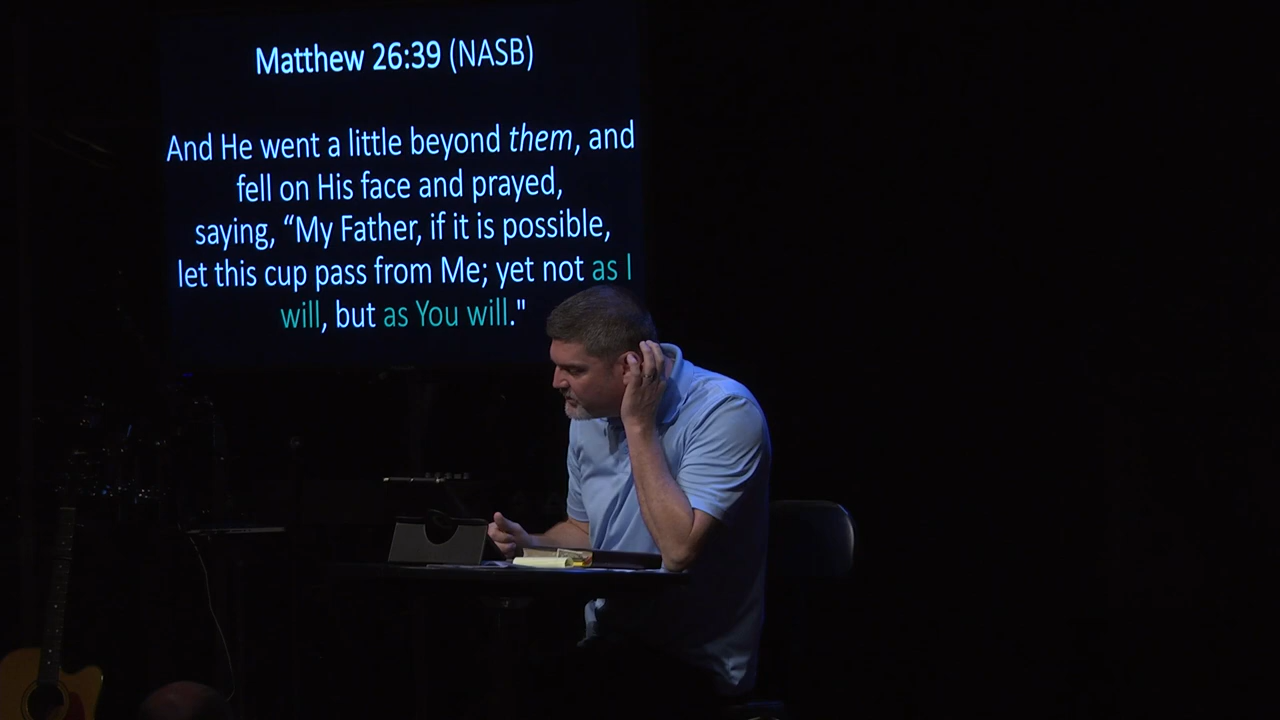 Matthew 26:39 (NASB)
And He went a little beyond them, and
fell on His face and prayed,
saying, “My Father, if it is possible,
let this cup pass from Me; yet not as I
will, but as You will."